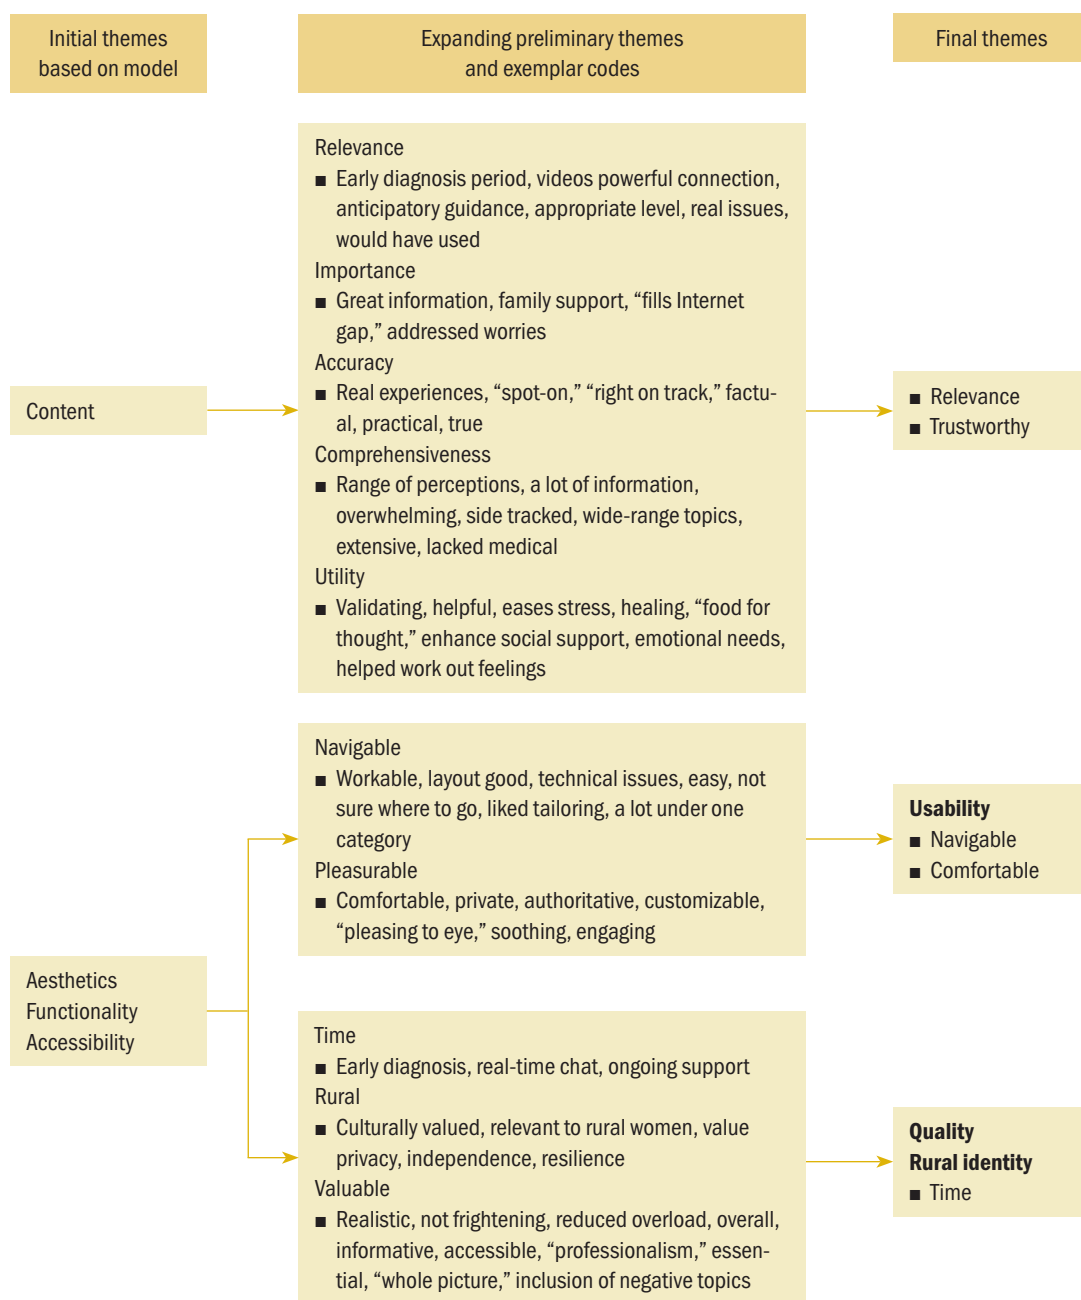 Initial themes
based on model
Expanding preliminary themes
and exemplar codes
Final themes
Content
Relevance
■ Early diagnosis period, videos powerful connection,
anticipatory guidance, appropriate level, real issues,
would have used
Importance
■ Great information, family support, “fills Internet
gap,” addressed worries
Accuracy
■ Real experiences, “spot-on,” “right on track,” factu-
al, practical, true
Comprehensiveness
■ Range of perceptions, a lot of information,
overwhelming, side tracked, wide-range topics,
extensive, lacked medical
Utility
■ Validating, helpful, eases stress, healing, “food for
thought,” enhance social support, emotional needs,
helped work out feelings
■ Relevance
■ Trustworthy
Aesthetics
Functionality
Accessibility
Navigable
■ Workable, layout good, technical issues, easy, not
sure where to go, liked tailoring, a lot under one
category
Pleasurable
■ Comfortable, private, authoritative, customizable,
“pleasing to eye,” soothing, engaging
Usability
■ Navigable
■ Comfortable
Time
■ Early diagnosis, real-time chat, ongoing support
Rural
■ Culturally valued, relevant to rural women, value
privacy, independence, resilience
Valuable
■ Realistic, not frightening, reduced overload, overall,
informative, accessible, “professionalism,” essen-
tial, “whole picture,” inclusion of negative topics
Quality
Rural identity
■ Time